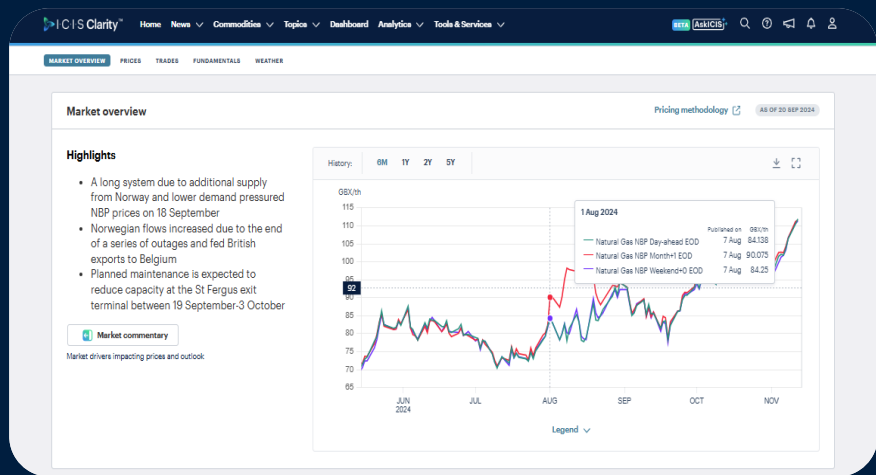 ICIS Clarity™ Home News Commodities Topics Dashboard Analytics Tools & Services BETA AskICIS
MARKET OVERVIEW PRICES TRADES FUNDAMENTALS WEATHER
Market overview
Pricing methodology AS OF 20 SEP 2024
Highlights
• A long system due to additional supply
from Norway and lower demand pressured
NBP prices on 18 September
• Norwegian flows increased due to the end
of a series of outages and fed British
exports to Belgium
• Planned maintenance is expected to
reduce capacity at the St Fergus exit
terminal between 19 September-3 October
Market commentary
Market drivers impacting prices and outlook
History: 6M 1Y 2Y 5Y
GBX/th
115
110
105
100
95
92
90
85
80
75
70
65
1 Aug 2024
Published on GBX/th
Natural Gas NBP Day-ahead EOD 7 Aug 84.138
Natural Gas NBP Month+1 EOD 7 Aug 90.075
Natural Gas NBP Weekend+0 EOD 7 Aug 84.25
JUN JUL AUG SEP OCT NOV
2024
Legend